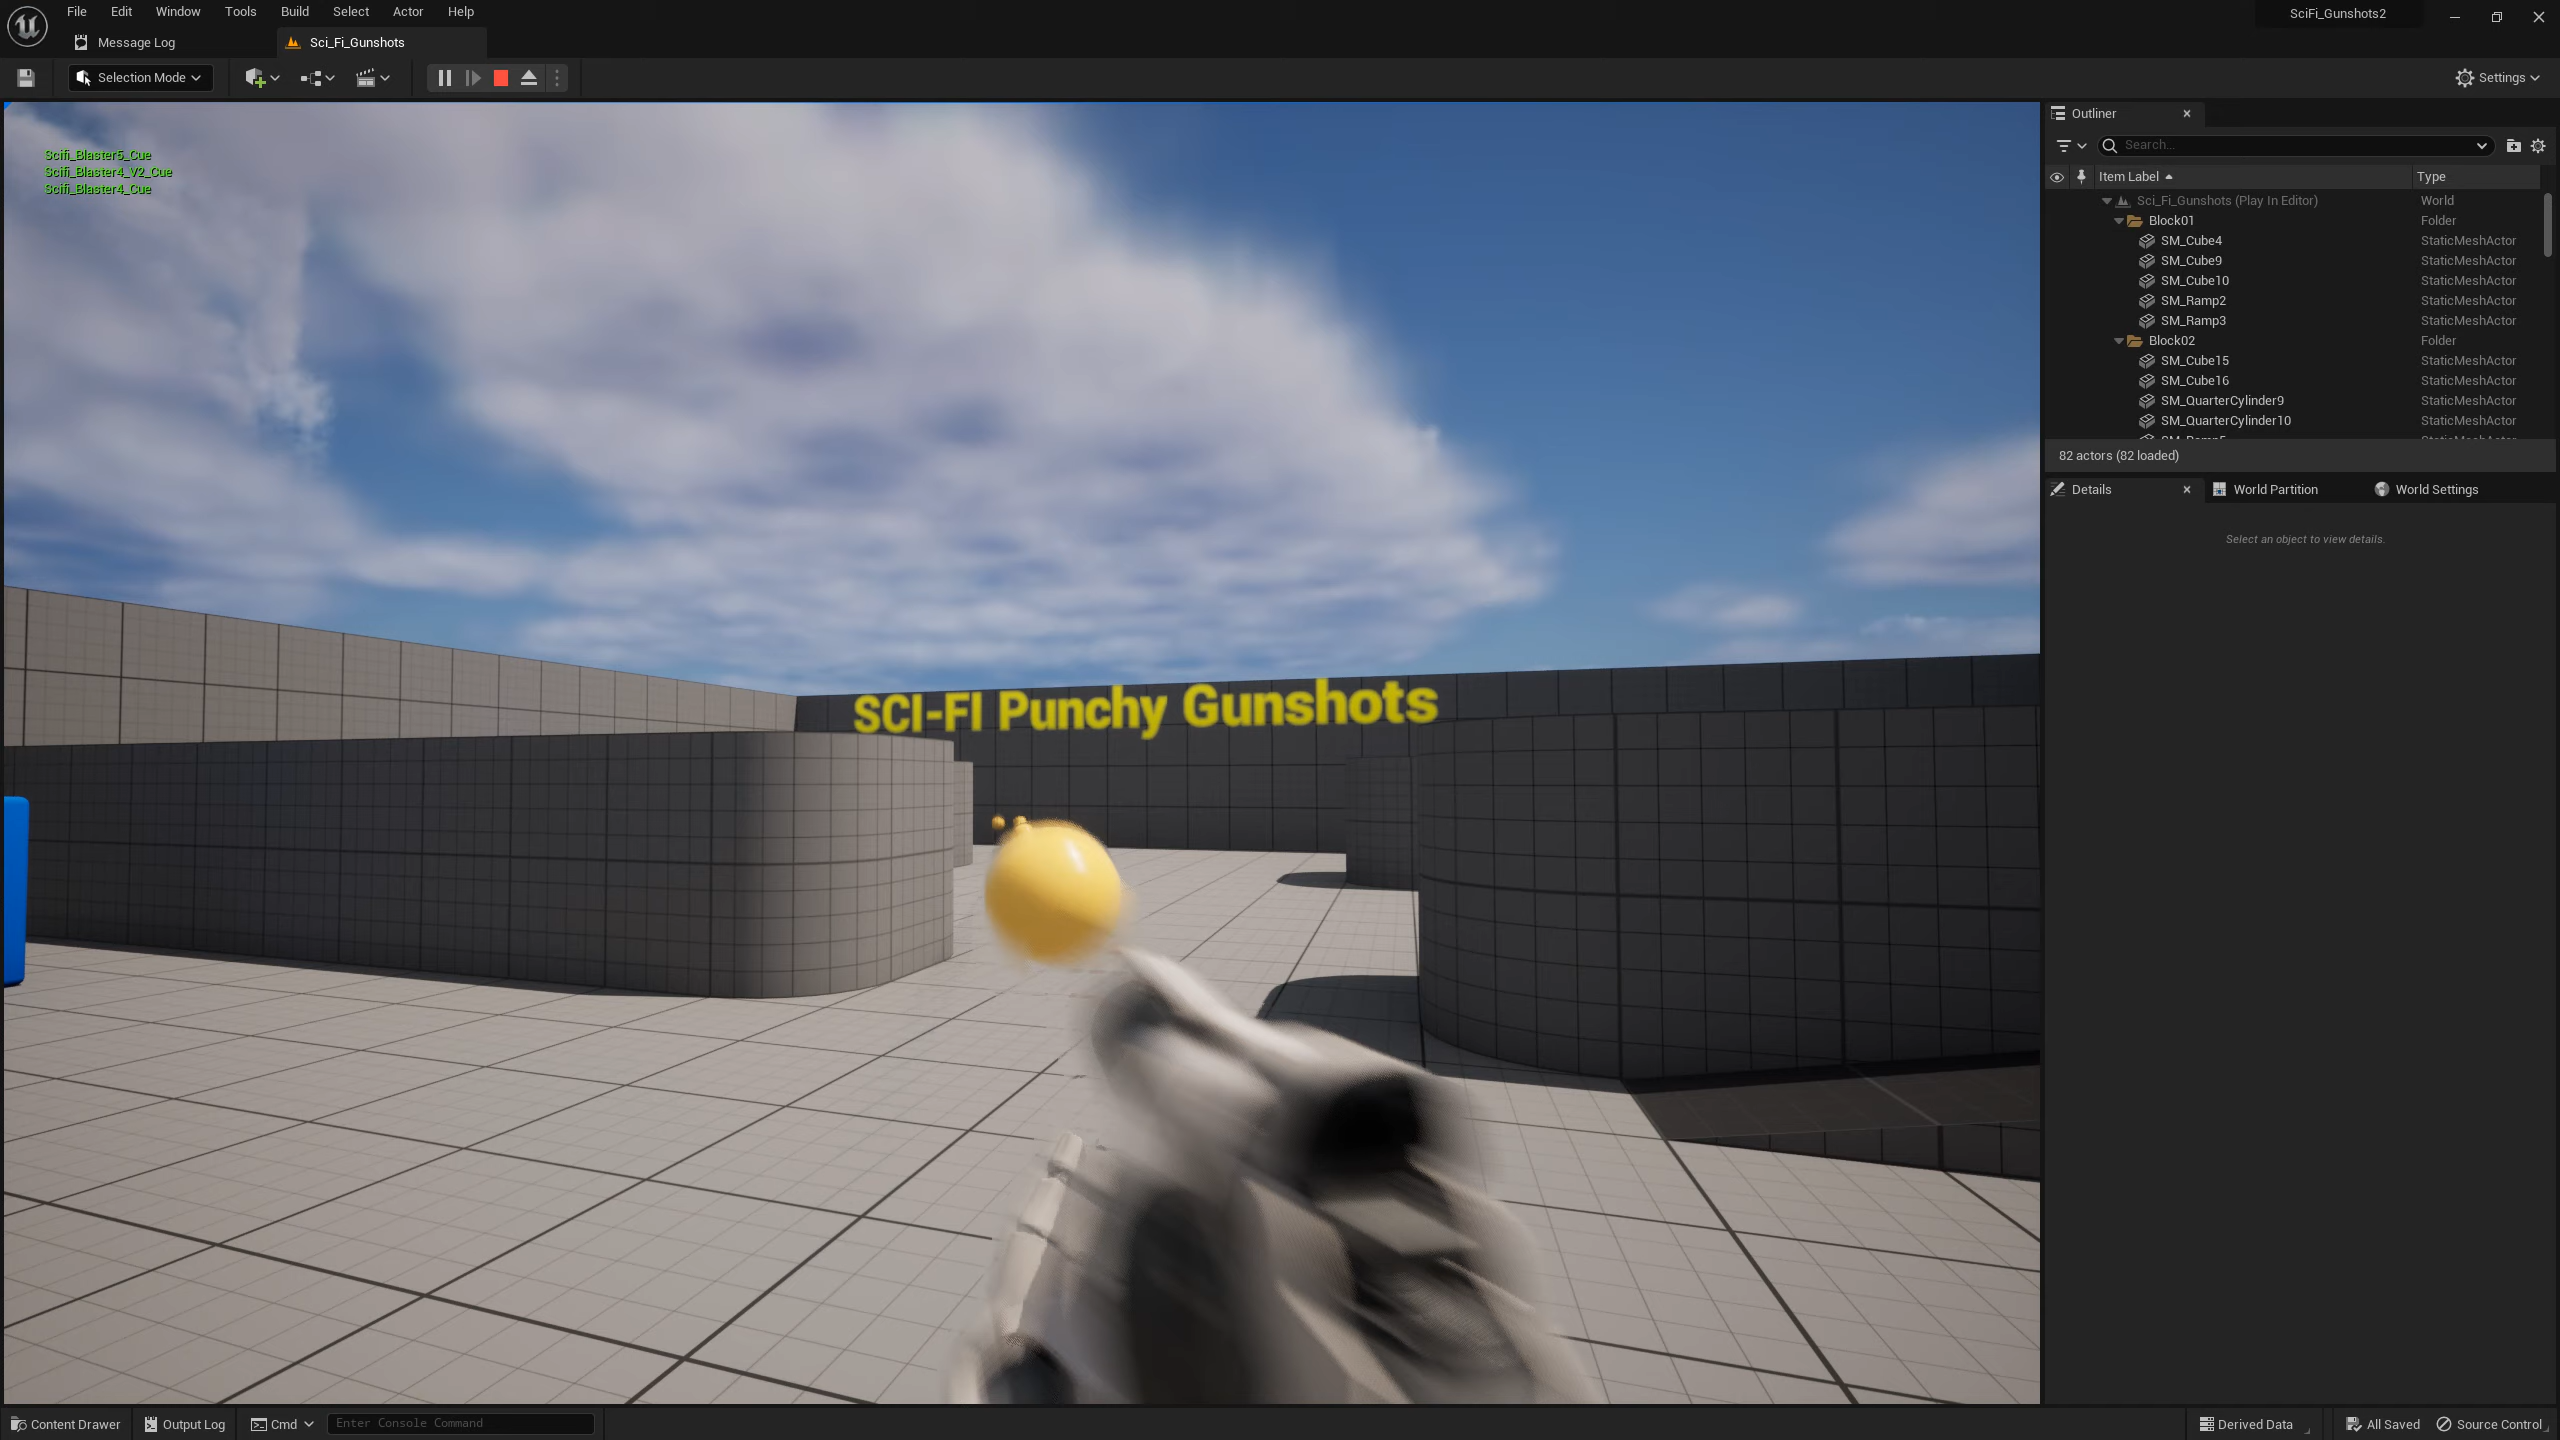 File Edit Window Tools Build Select Actor Help
SciFi_Gunshots2
Message Log
Sci_Fi_Gunshots
Selection Mode
Settings
Scifi_Blaster5_Cue
Scifi_Blaster4_V2_Cue
Scifi_Blaster4_Cue
SCI-FI Punchy Gunshots
Outliner
Search...
Item Label Type
Sci_Fi_Gunshots (Play In Editor) World
Block01 Folder
SM_Cube4 StaticMeshActor
SM_Cube9 StaticMeshActor
SM_Cube10 StaticMeshActor
SM_Ramp2 StaticMeshActor
SM_Ramp3 StaticMeshActor
Block02 Folder
SM_Cube15 StaticMeshActor
SM_Cube16 StaticMeshActor
SM_QuarterCylinder9 StaticMeshActor
SM_QuarterCylinder10 StaticMeshActor
82 actors (82 loaded)
Details World Partition World Settings
Select an object to view details.
Content Drawer Output Log Cmd Enter Console Command
Derived Data All Saved Source Control